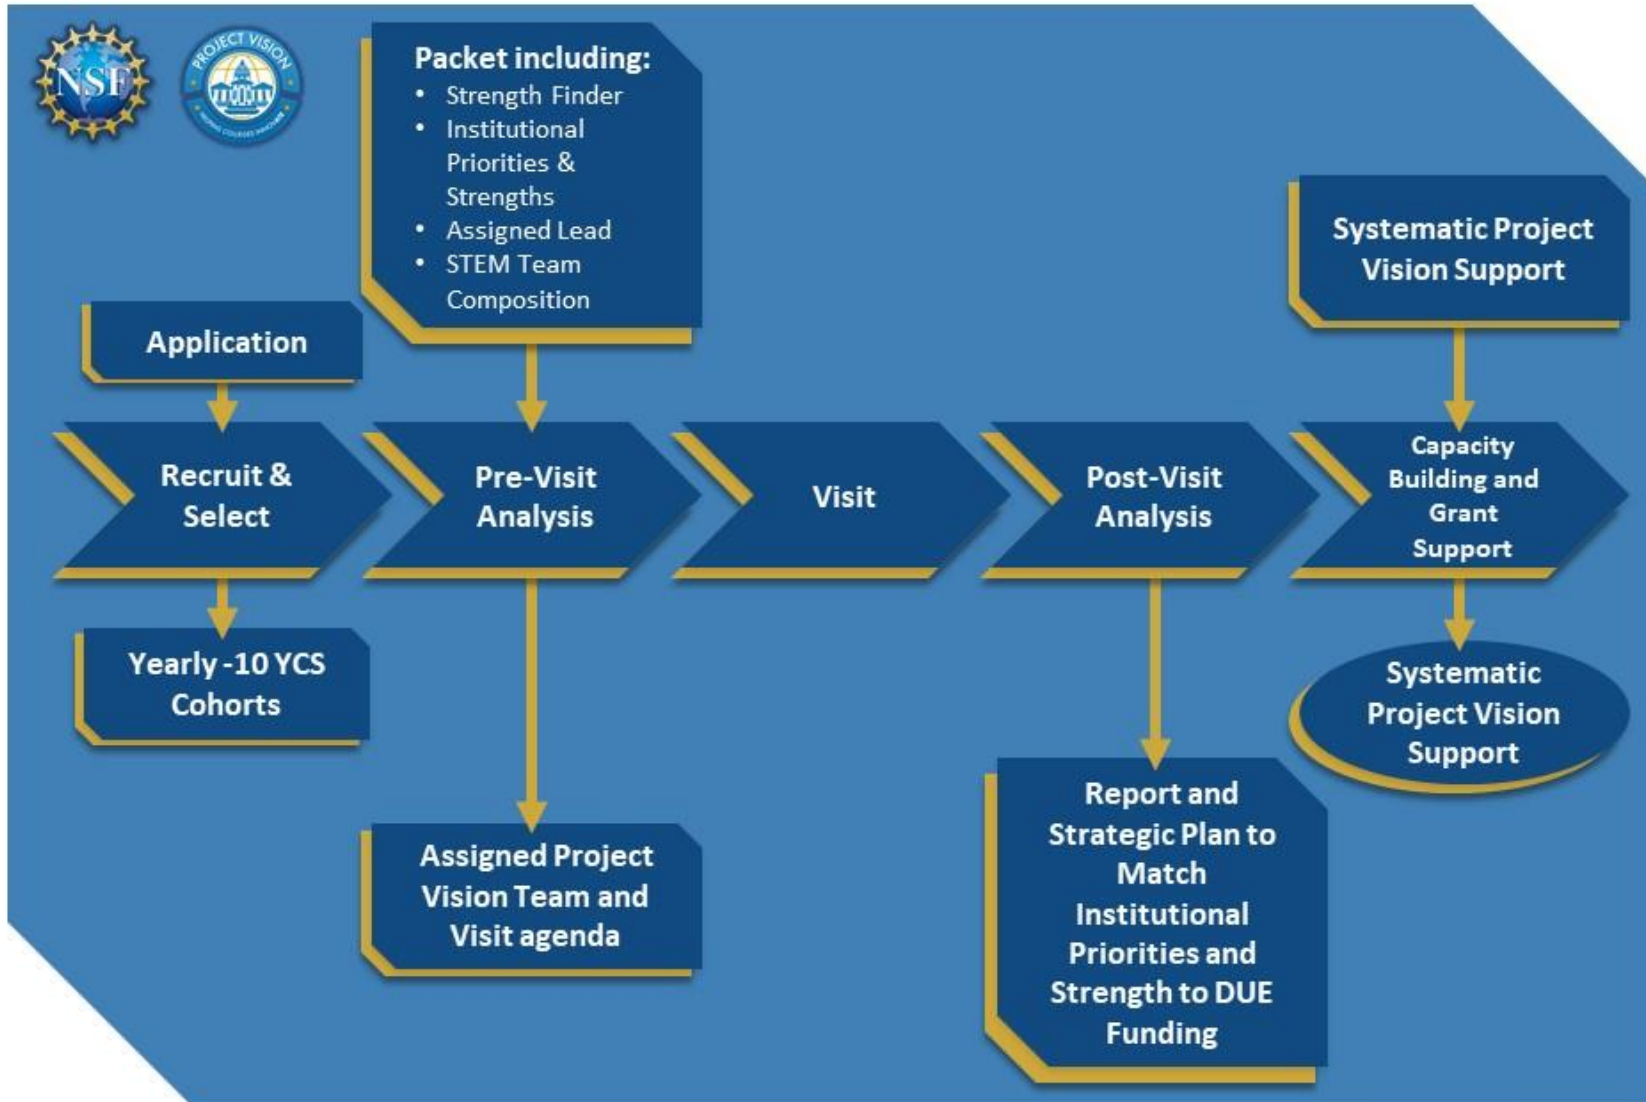 NSF
PROJECT VISION
HELPING COLLEGES INNOVATE
Packet including:
• Strength Finder
• Institutional
Priorities &
Strengths
• Assigned Lead
• STEM Team
Composition
Systematic Project
Vision Support
Application
Recruit &
Select
Pre-Visit
Analysis
Visit
Post-Visit
Analysis
Capacity
Building and
Grant
Support
Yearly -10 YCS
Cohorts
Systematic
Project Vision
Support
Assigned Project
Vision Team and
Visit agenda
Report and
Strategic Plan to
Match
Institutional
Priorities and
Strength to DUE
Funding